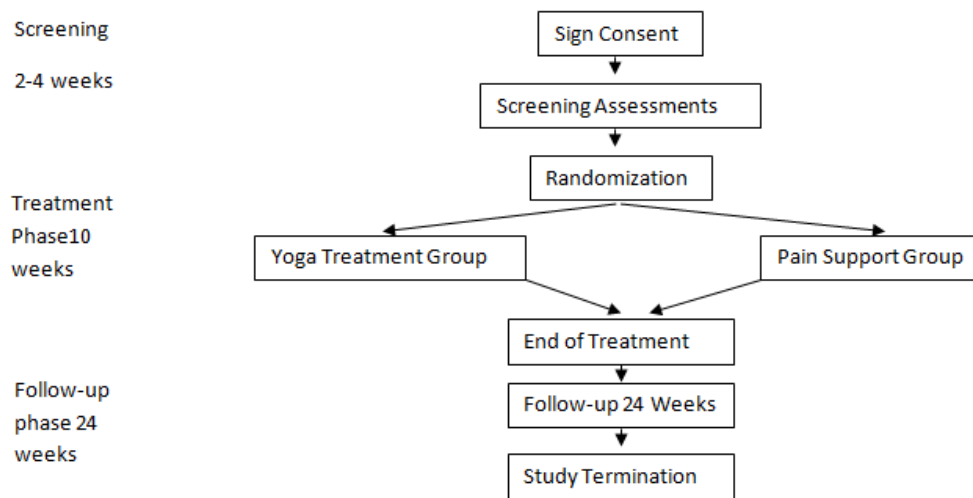 Screening
2-4 weeks
Sign Consent
Screening Assessments
Randomization
Treatment
Phase10
weeks
Yoga Treatment Group
Pain Support Group
End of Treatment
Follow-up
phase 24
weeks
Follow-up 24 Weeks
Study Termination